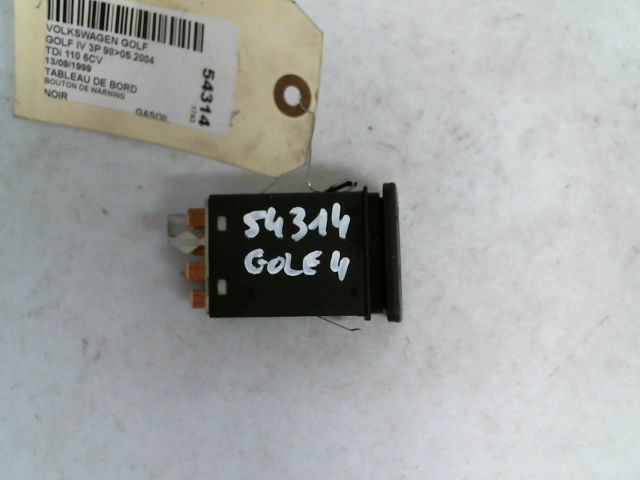 VOLKSWAGEN GOLF
GOLF IV 3P 98>05.2004
TDi 110 6CV
13/09/1999
TABLEAU DE BORD
BOUTON DE WARNING
NOIR
GASOIL
54314
54314
GOLF 4